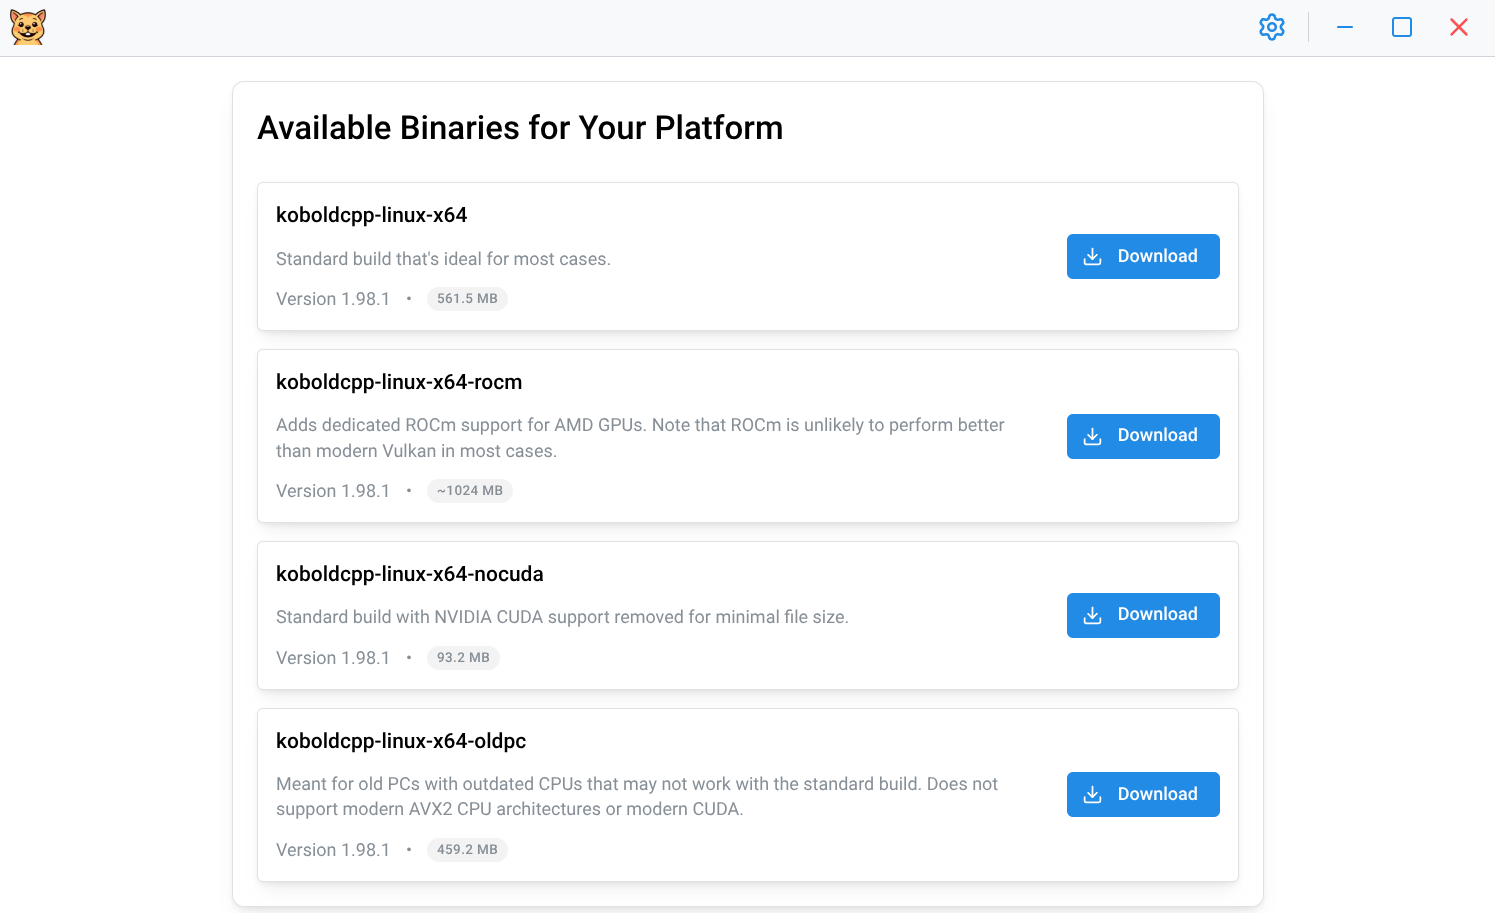 Available Binaries for Your Platform
koboldcpp-linux-x64
Standard build that's ideal for most cases.
Version 1.98.1 • 561.5 MB
Download
koboldcpp-linux-x64-rocm
Adds dedicated ROCm support for AMD GPUs. Note that ROCm is unlikely to perform better
than modern Vulkan in most cases.
Version 1.98.1 • ~1024 MB
Download
koboldcpp-linux-x64-nocuda
Standard build with NVIDIA CUDA support removed for minimal file size.
Version 1.98.1 • 93.2 MB
Download
koboldcpp-linux-x64-oldpc
Meant for old PCs with outdated CPUs that may not work with the standard build. Does not
support modern AVX2 CPU architectures or modern CUDA.
Version 1.98.1 • 459.2 MB
Download